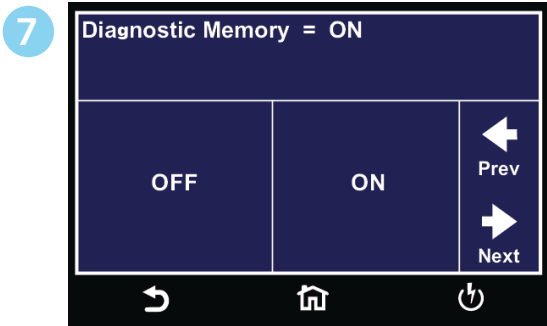 7
Diagnostic Memory = ON
OFF
ON
Prev
Next